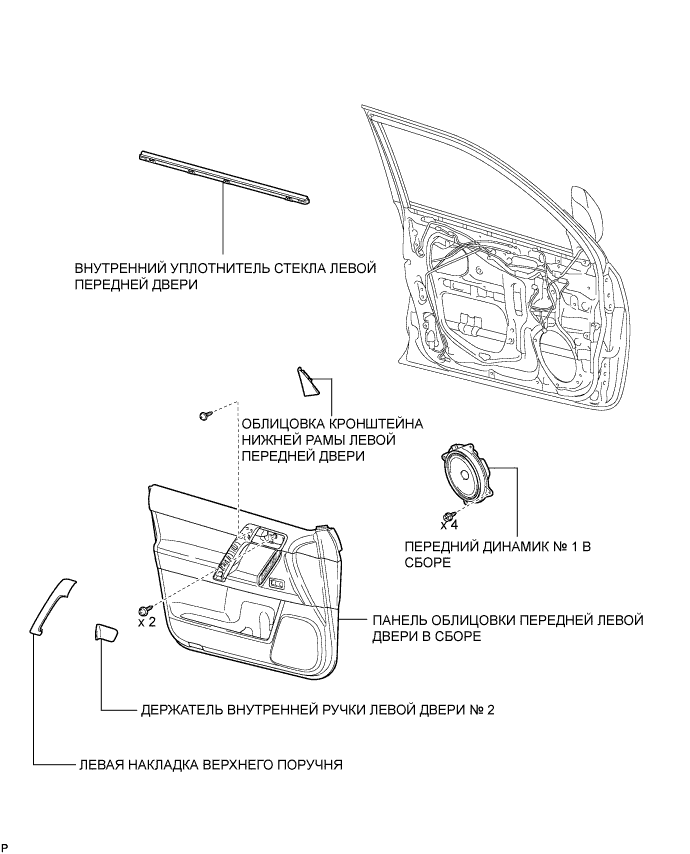 ВНУТРЕННИЙ УПЛОТНИТЕЛЬ СТЕКЛА ЛЕВОЙ
ПЕРЕДНЕЙ ДВЕРИ
ОБЛИЦОВКА КРОНШТЕЙНА
НИЖНЕЙ РАМЫ ЛЕВОЙ
ПЕРЕДНЕЙ ДВЕРИ
x 4
ПЕРЕДНИЙ ДИНАМИК № 1 В
СБОРЕ
x 2
ПАНЕЛЬ ОБЛИЦОВКИ ПЕРЕДНЕЙ ЛЕВОЙ
ДВЕРИ В СБОРЕ
ДЕРЖАТЕЛЬ ВНУТРЕННЕЙ РУЧКИ ЛЕВОЙ ДВЕРИ № 2
ЛЕВАЯ НАКЛАДКА ВЕРХНЕГО ПОРУЧНЯ
P